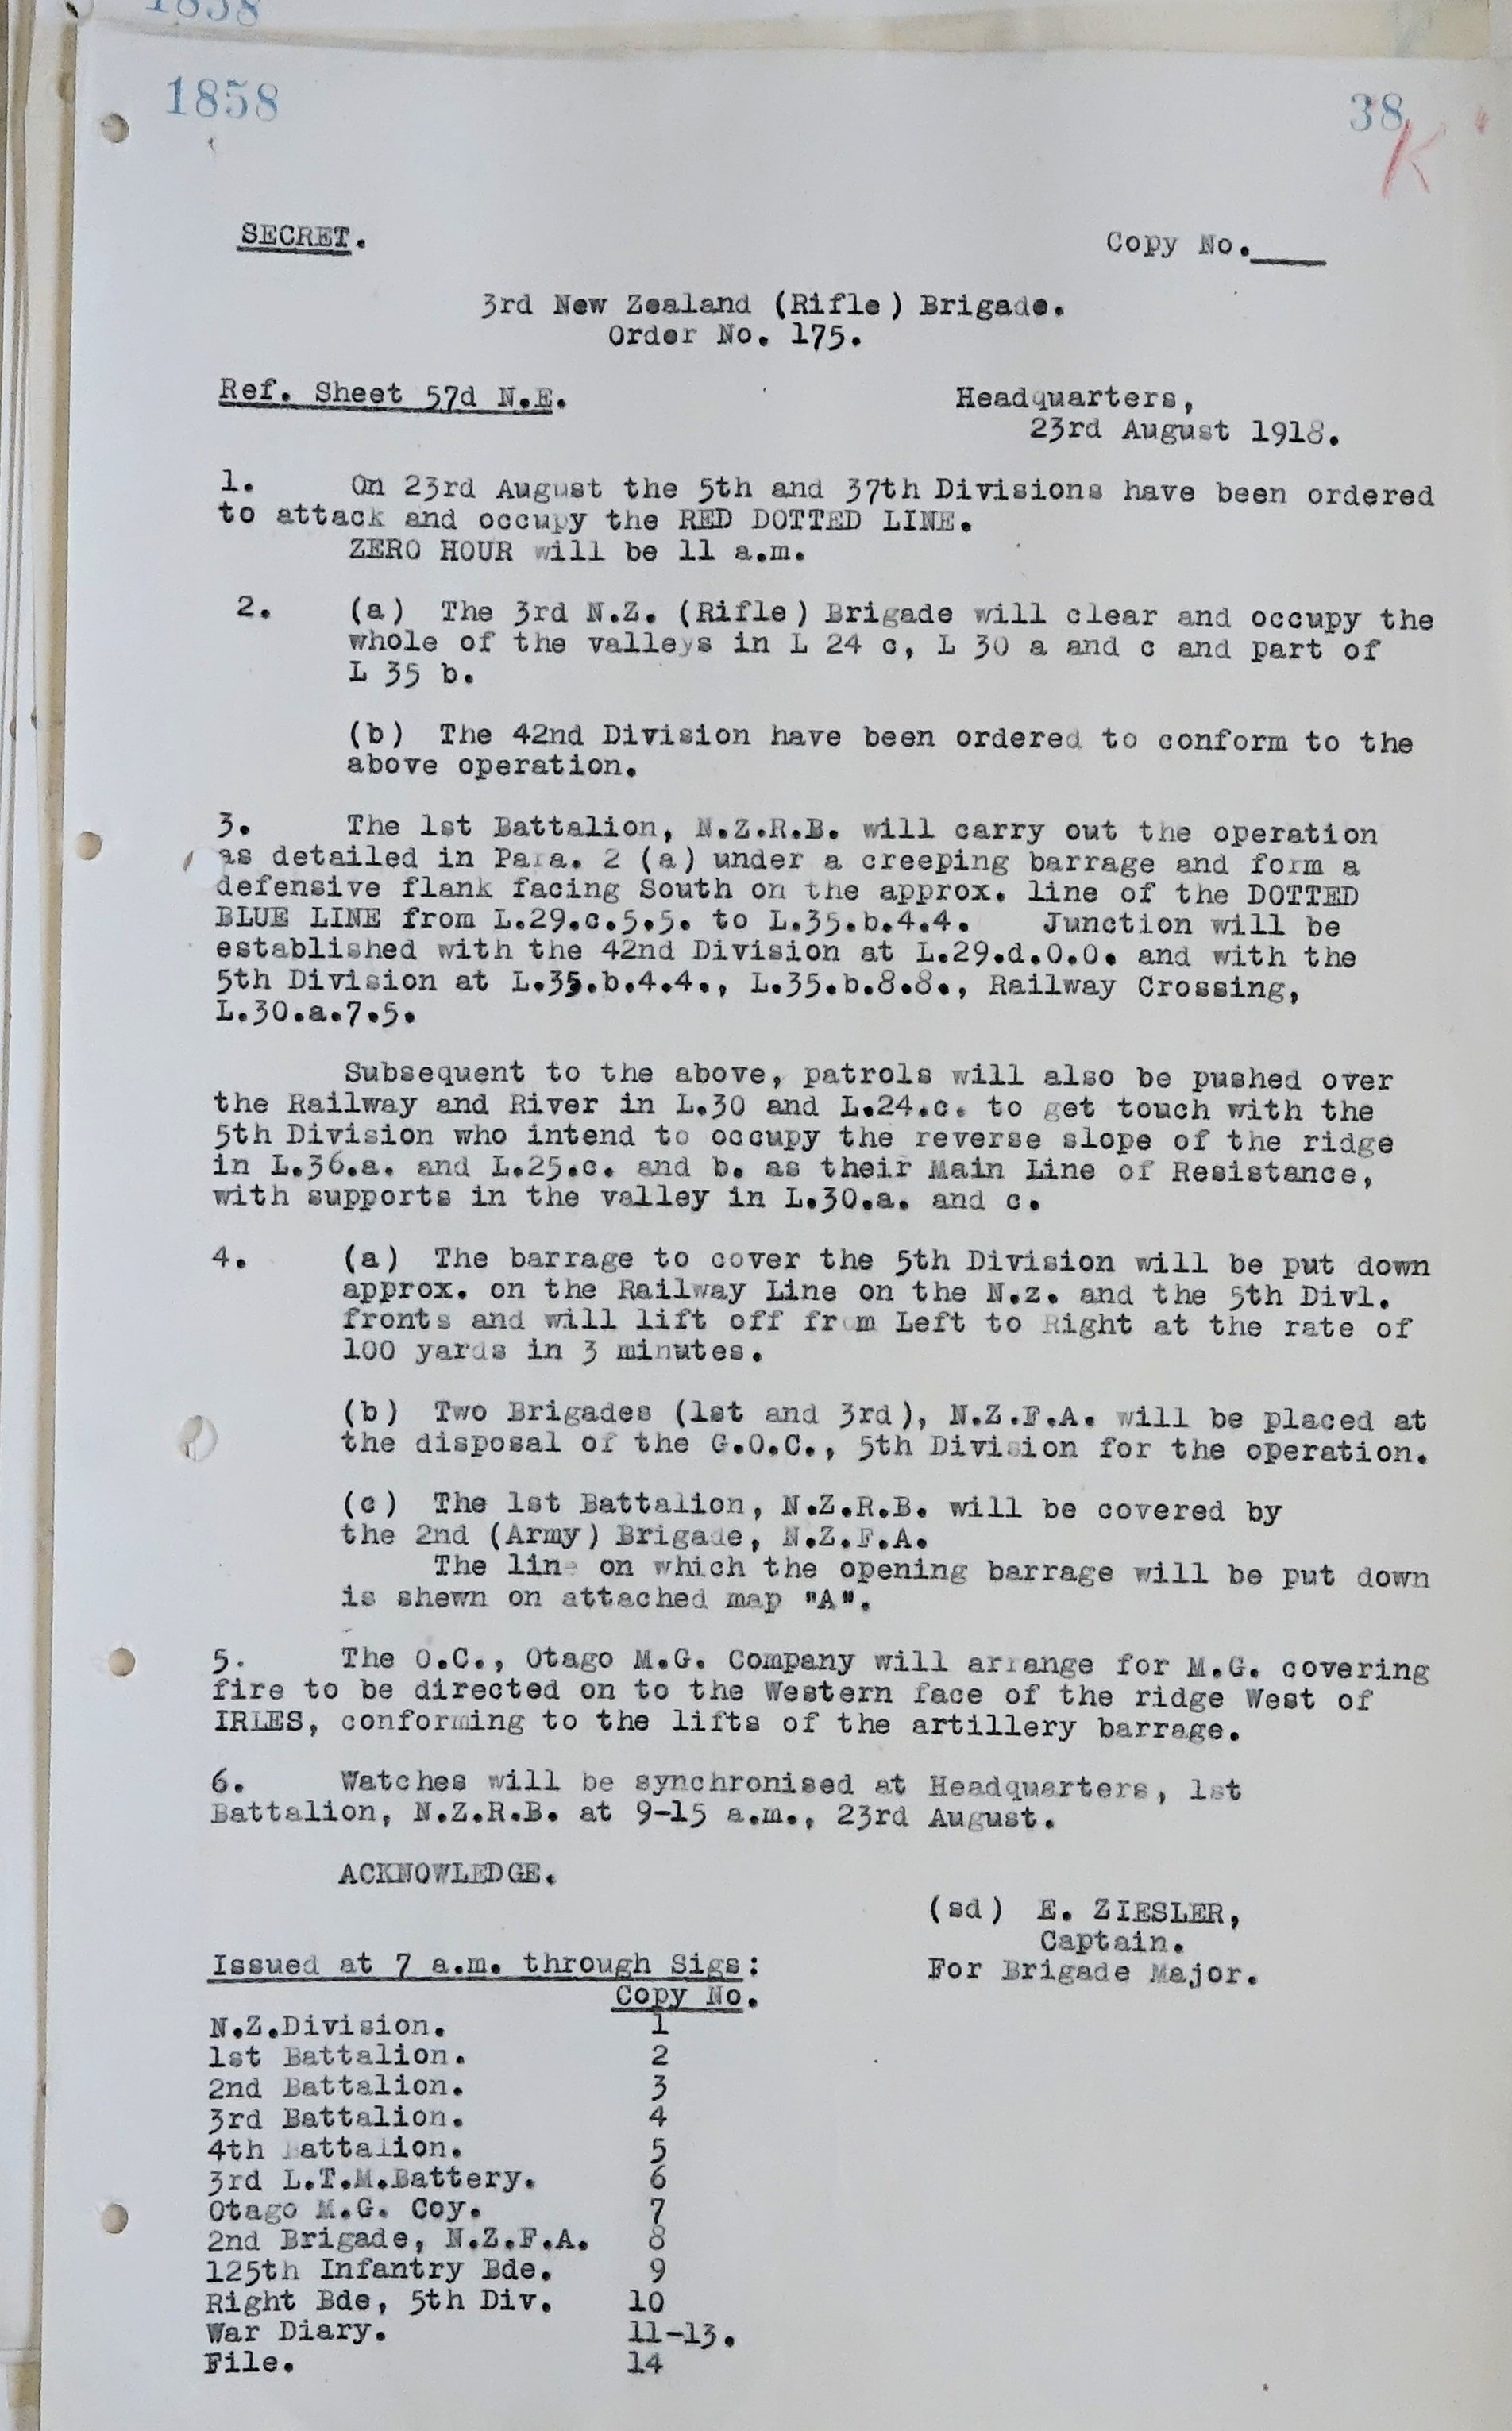 1858
1858
38
K
SECRET.
Copy No.____
3rd New Zealand (Rifle) Brigade.
Order No. 175.
Ref. Sheet 57d N.E.
Headquarters,
23rd August 1918.
1. On 23rd August the 5th and 37th Divisions have been ordered
to attack and occupy the RED DOTTED LINE.
ZERO HOUR will be 11 a.m.
2. (a) The 3rd N.Z. (Rifle) Brigade will clear and occupy the
whole of the valleys in L 24 c, L 30 a and c and part of
L 35 b.
(b) The 42nd Division have been ordered to conform to the
above operation.
3. The 1st Battalion, N.Z.R.B. will carry out the operation
as detailed in Para. 2 (a) under a creeping barrage and form a
defensive flank facing South on the approx. line of the DOTTED
BLUE LINE from L.29.c.5.5. to L.35.b.4.4. Junction will be
established with the 42nd Division at L.29.d.0.0. and with the
5th Division at L.35.b.4.4., L.35.b.8.8., Railway Crossing,
L.30.a.7.5.
Subsequent to the above, patrols will also be pushed over
the Railway and River in L.30 and L.24.c. to get touch with the
5th Division who intend to occupy the reverse slope of the ridge
in L.36.a. and L.25.c. and b. as their Main Line of Resistance,
with supports in the valley in L.30.a. and c.
4. (a) The barrage to cover the 5th Division will be put down
approx. on the Railway Line on the N.z. and the 5th Divl.
fronts and will lift off from Left to Right at the rate of
100 yards in 3 minutes.
(b) Two Brigades (1st and 3rd), N.Z.F.A. will be placed at
the disposal of the G.O.C., 5th Division for the operation.
(c) The 1st Battalion, N.Z.R.B. will be covered by
the 2nd (Army) Brigade, N.Z.F.A.
The line on which the opening barrage will be put down
is shewn on attached map "A".
5. The O.C., Otago M.G. Company will arrange for M.G. covering
fire to be directed on to the Western face of the ridge West of
IRLES, conforming to the lifts of the artillery barrage.
6. Watches will be synchronised at Headquarters, 1st
Battalion, N.Z.R.B. at 9-15 a.m., 23rd August.
ACKNOWLEDGE.
(sd) E. ZIESLER,
Captain.
For Brigade Major.
Issued at 7 a.m. through Sigs:
Copy No.
N.Z.Division. 1
1st Battalion. 2
2nd Battalion. 3
3rd Battalion. 4
4th Battalion. 5
3rd L.T.M.Battery. 6
Otago M.G. Coy. 7
2nd Brigade, N.Z.F.A. 8
125th Infantry Bde. 9
Right Bde, 5th Div. 10
War Diary. 11-13.
File. 14